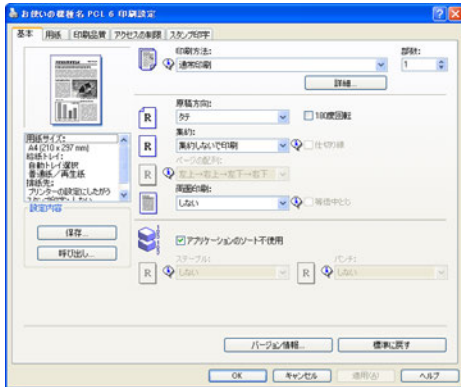 お使いの機種名 PCL 6 印刷設定
基本 用紙 印刷品質 アクセスの制限 スタンプ印字
印刷方法:
通常印刷
部数:
1
詳細...
原稿方向:
タテ
180度回転
集約:
集約しないで印刷
仕切り線
ページの配列:
左上→右上→左下→右下
両面印刷:
しない
等倍中とじ
用紙サイズ:
A4 (210 x 297 mm)
給紙トレイ:
自動トレイ選択
普通紙／再生紙
排紙先:
プリンターの設定にしたがう
設定内容
保存...
呼び出し...
アプリケーションのソート不使用
ステープル:
しない
パンチ:
しない
R
R
R
R
R
バージョン情報...
標準に戻す
OK
キャンセル
適用(A)
ヘルプ